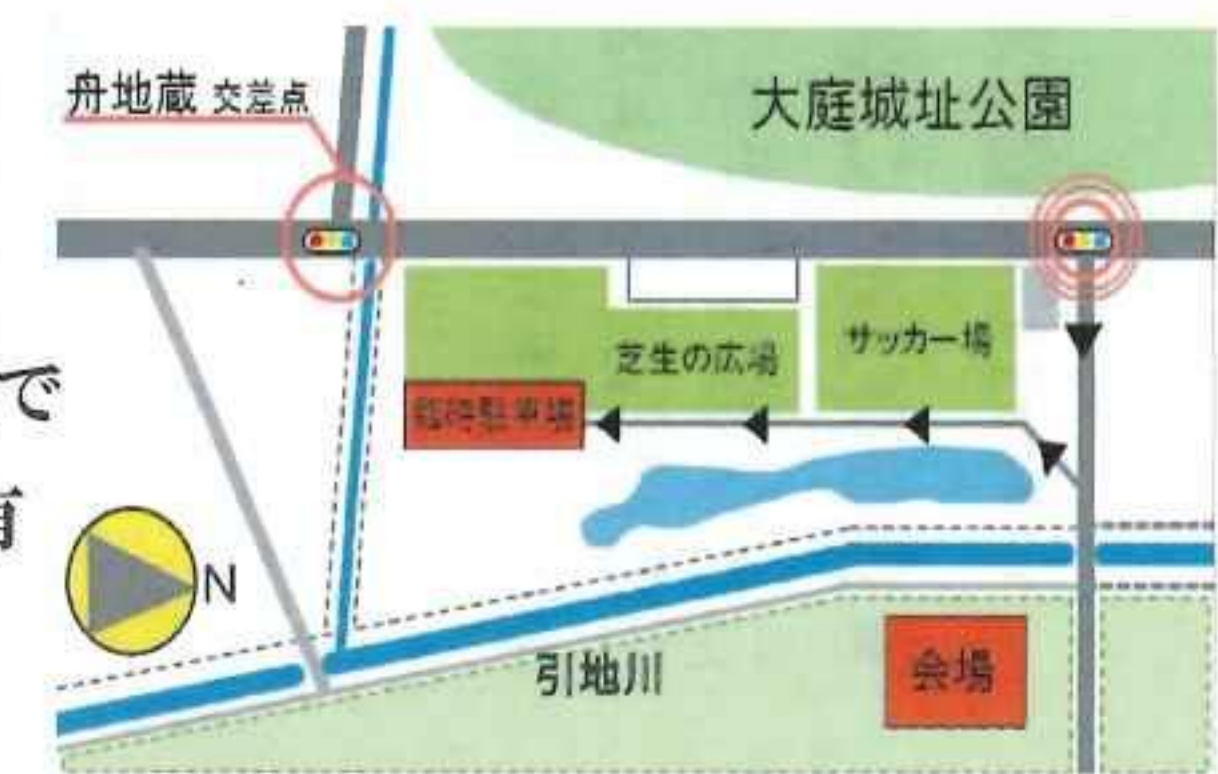 舟地蔵 交差点
大庭城址公園
芝生の広場
サッカー場
で
臨時駐車場
N
引地川
会場